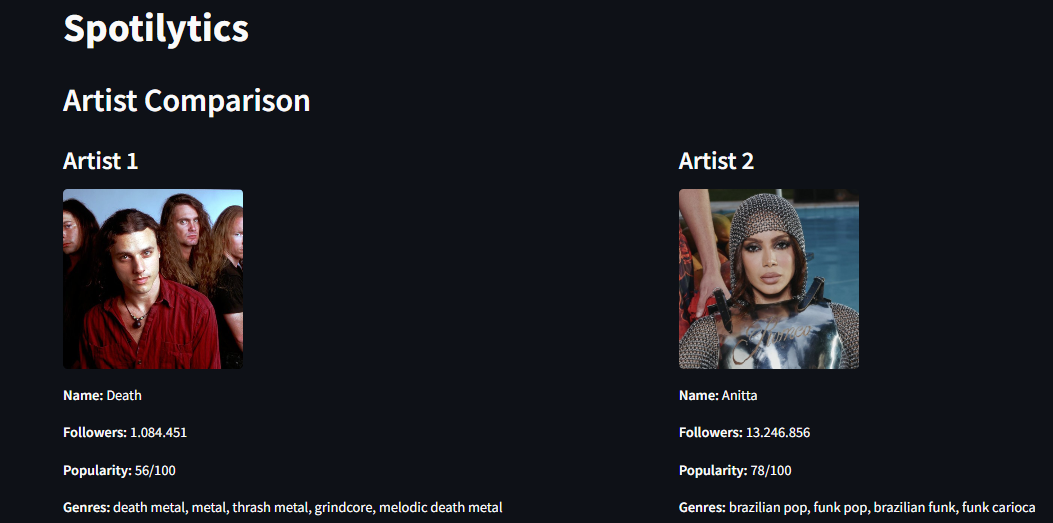 Spotilytics
Artist Comparison
Artist 1
Name: Death
Followers: 1.084.451
Popularity: 56/100
Genres: death metal, metal, thrash metal, grindcore, melodic death metal
Artist 2
Name: Anitta
Followers: 13.246.856
Popularity: 78/100
Genres: brazilian pop, funk pop, brazilian funk, funk carioca